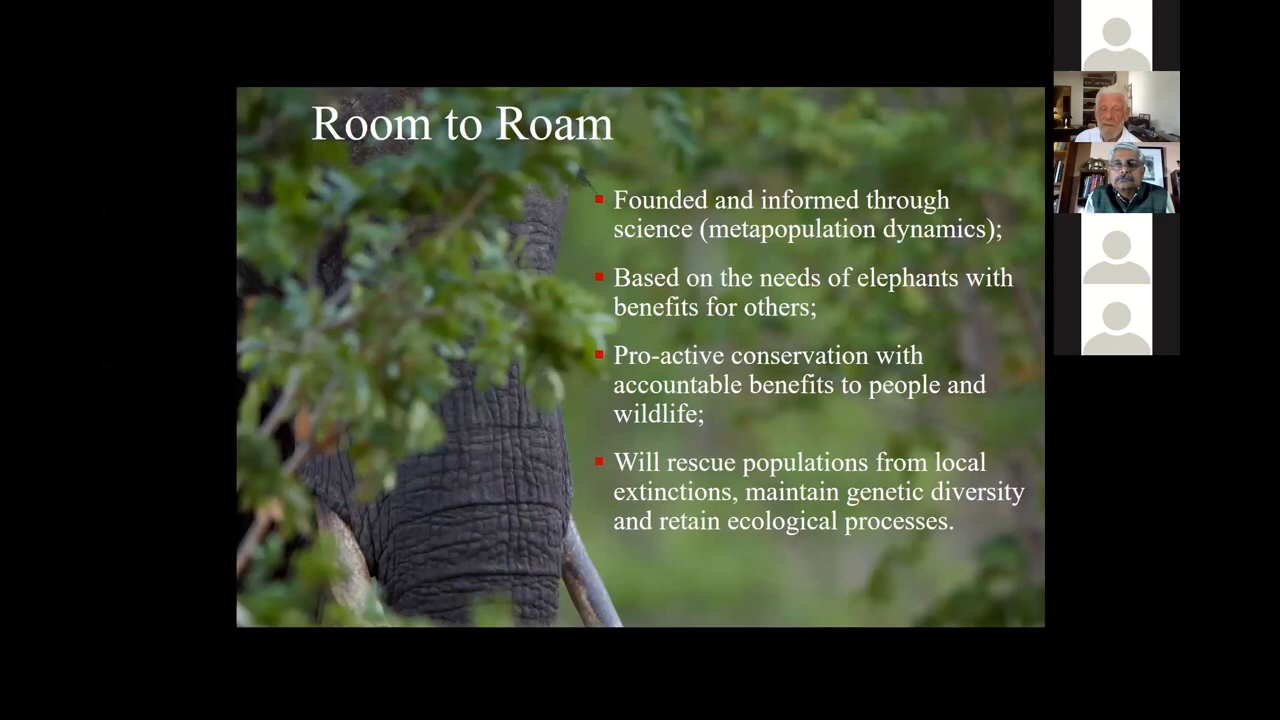 Room to Roam
Founded and informed through
science (metapopulation dynamics);
Based on the needs of elephants with
benefits for others;
Pro-active conservation with
accountable benefits to people and
wildlife;
Will rescue populations from local
extinctions, maintain genetic diversity
and retain ecological processes.